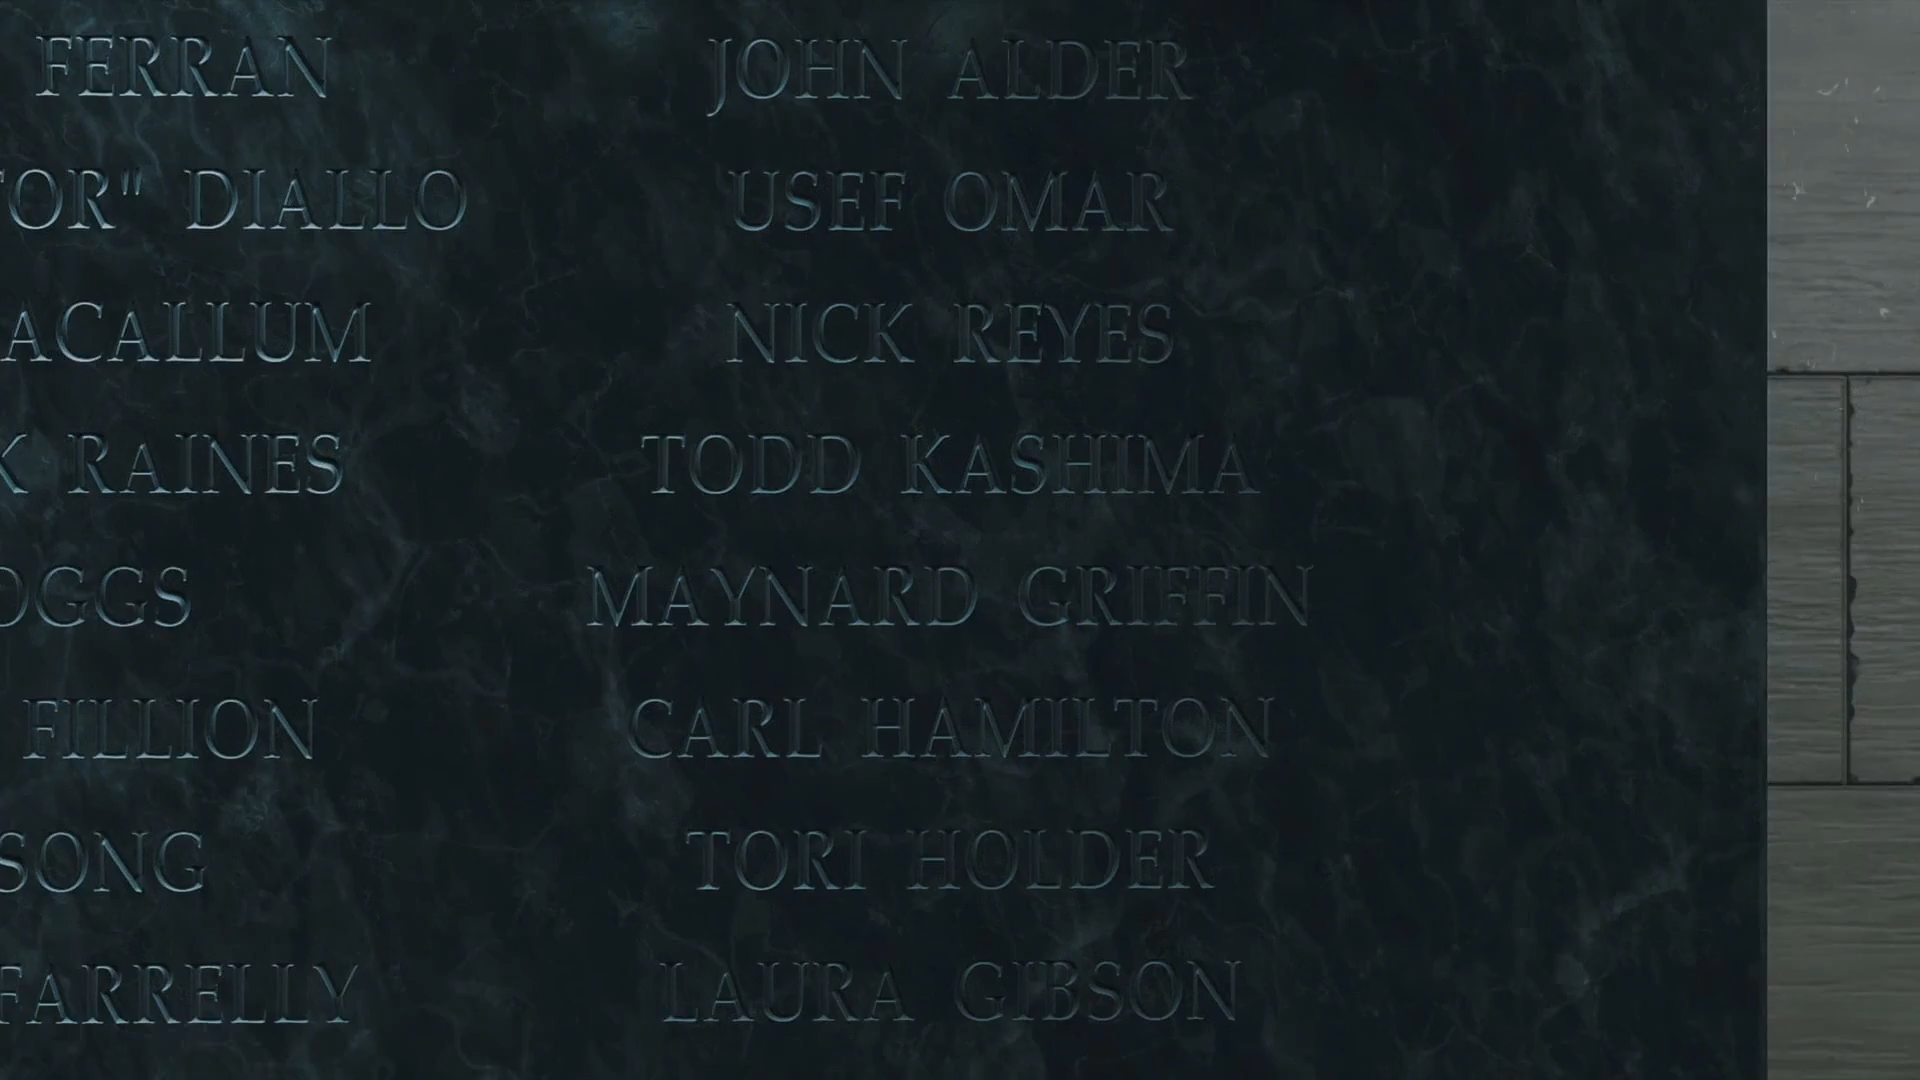 FERRAN JOHN ALDER
TOR" DIALLO USEF OMAR
ACALLUM NICK REYES
K RAINES TODD KASHIMA
OGGS MAYNARD GRIFFIN
FILLION CARL HAMILTON
SONG TORI HOLDER
FARRELLY LAURA GIBSON